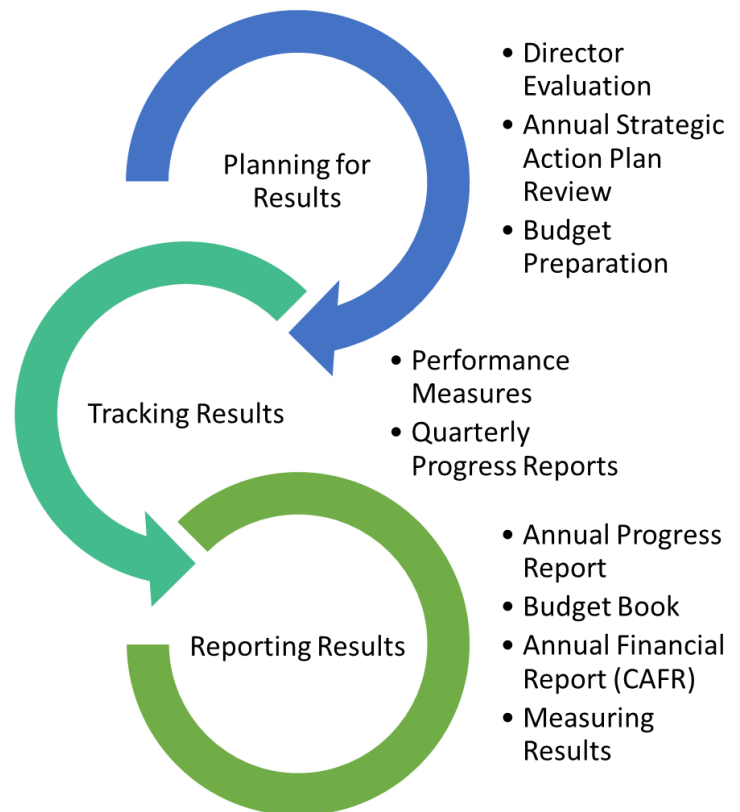 Planning for
Results
• Director
Evaluation
• Annual Strategic
Action Plan
Review
• Budget
Preparation
Tracking Results
• Performance
Measures
• Quarterly
Progress Reports
Reporting Results
• Annual Progress
Report
• Budget Book
• Annual Financial
Report (CAFR)
• Measuring
Results